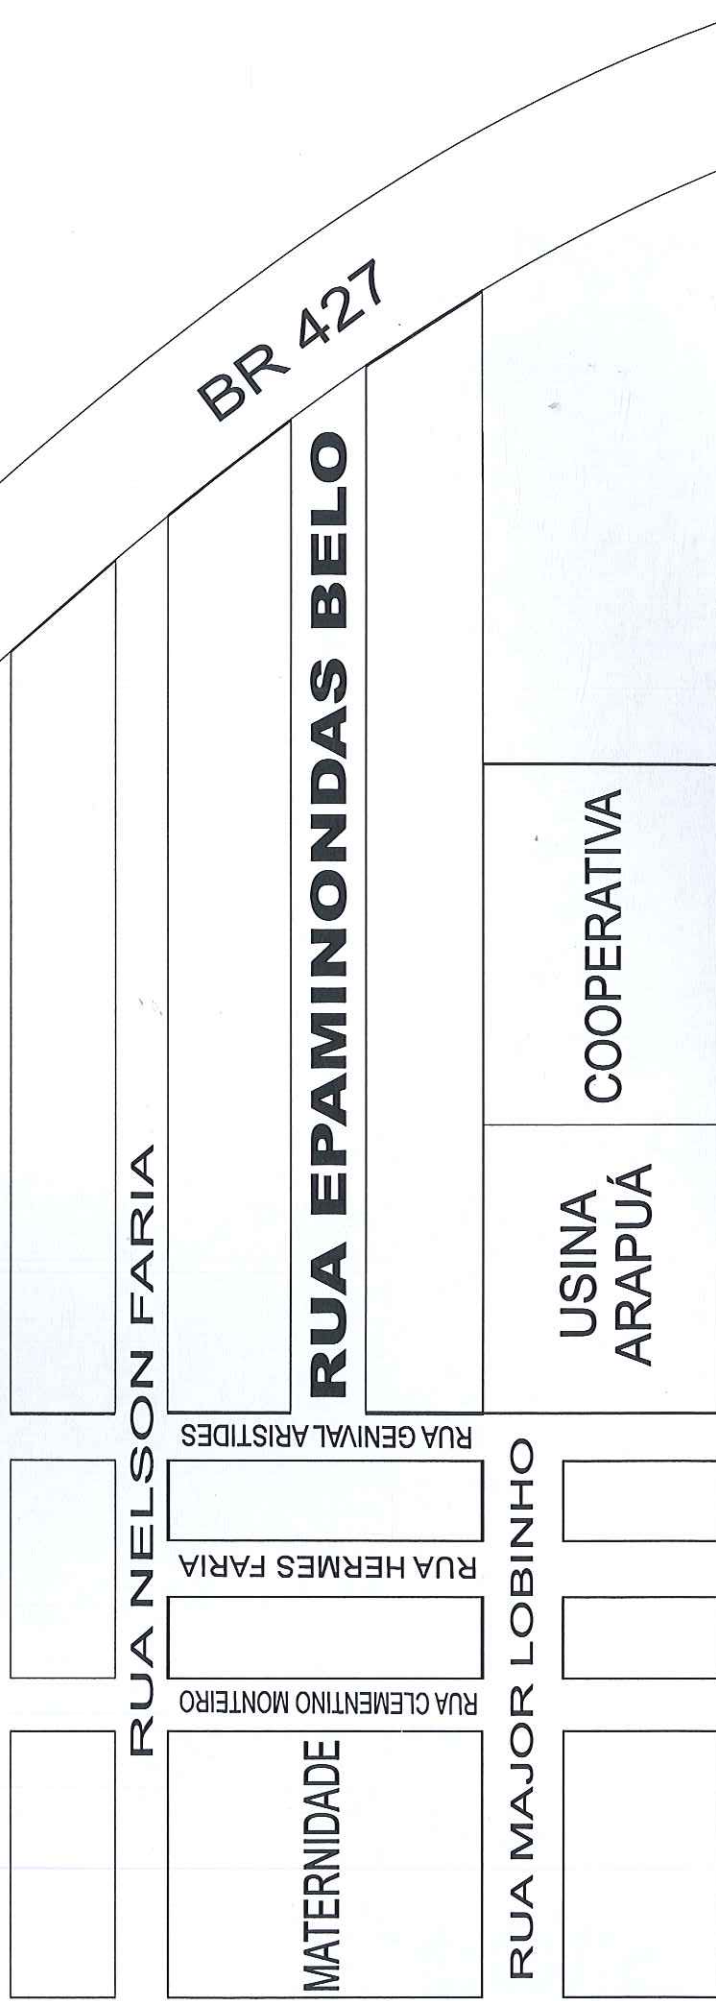 BR 427
RUA EPAMINONDAS BELO
COOPERATIVA
USINA
ARAPUÁ
RUA NELSON FARIA
RUA GENIVAL ARISTIDES
RUA HERMES FARIA
RUA MAJOR LOBINHO
RUA CLEMENTINO MONTEIRO
MATERNIDADE